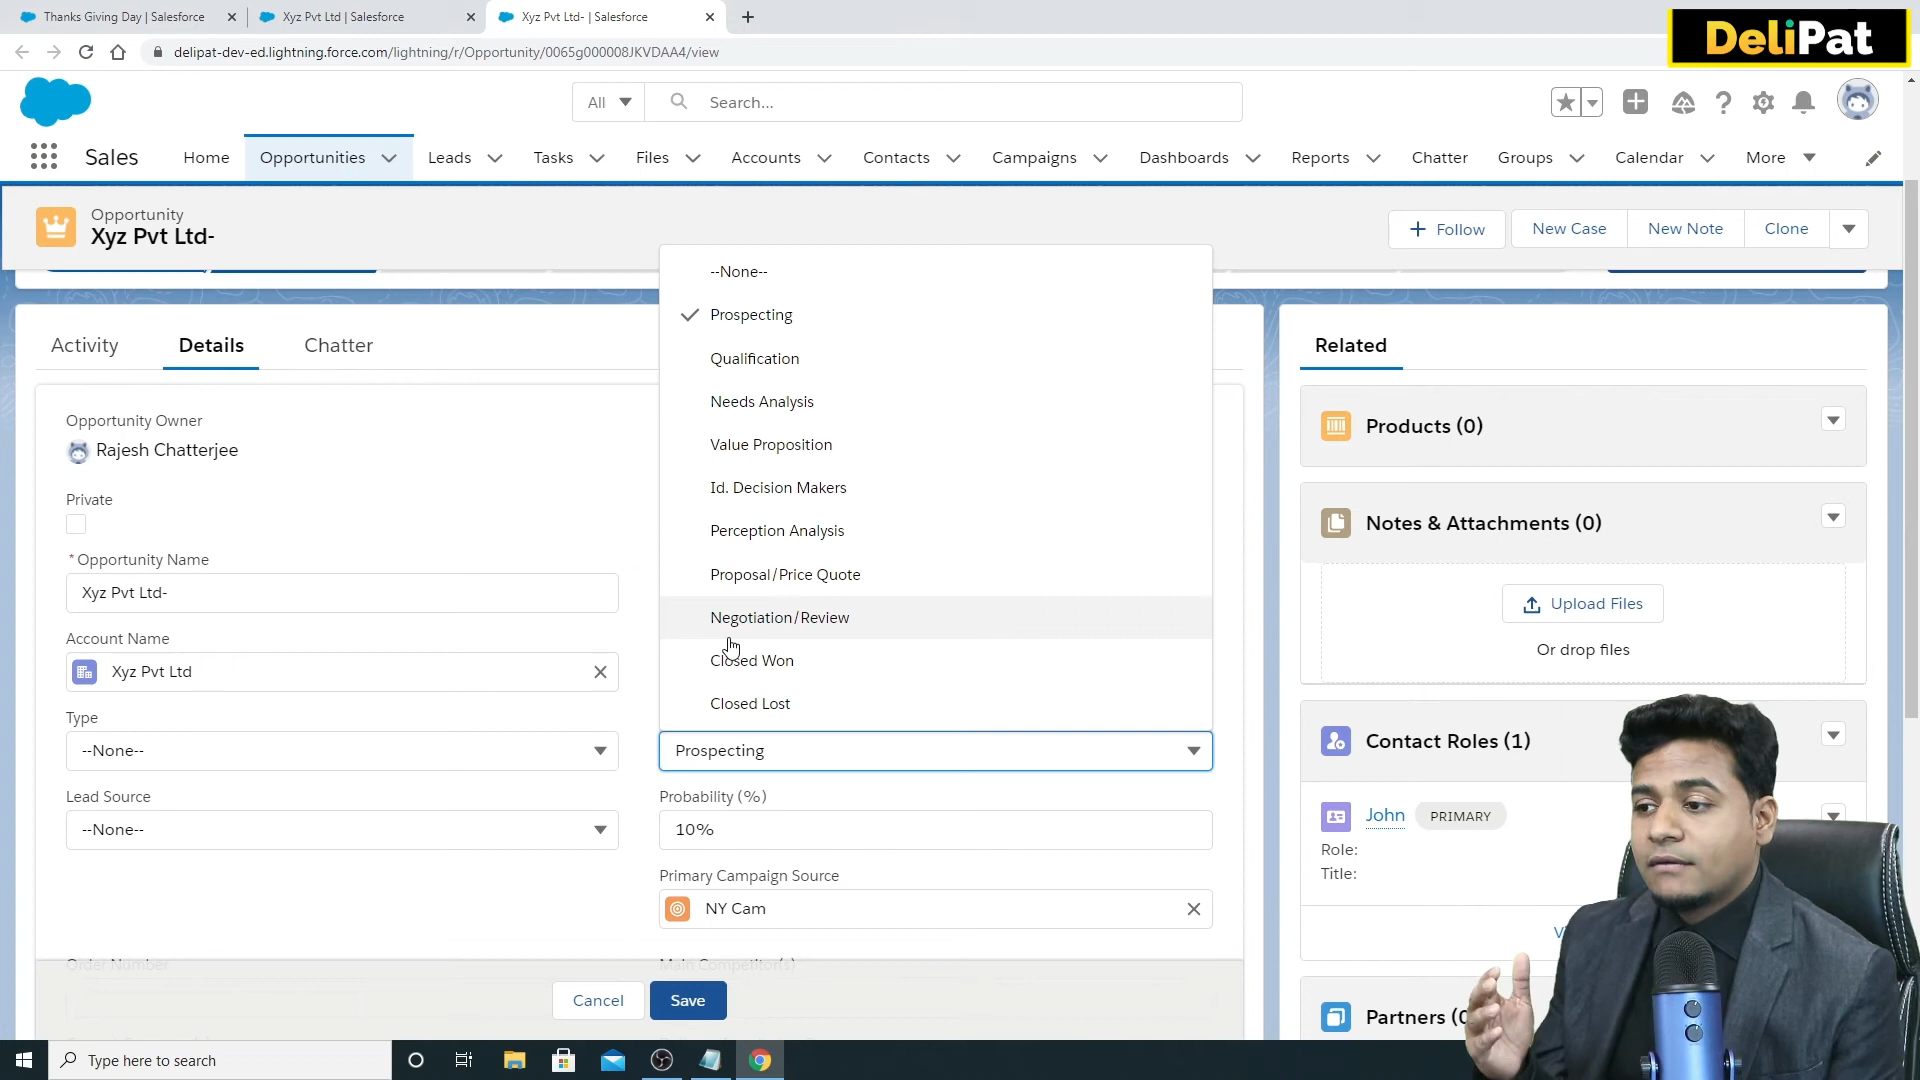 Thanks Giving Day | Salesforce
Xyz Pvt Ltd | Salesforce
Xyz Pvt Ltd- | Salesforce
delipat-dev-ed.lightning.force.com/lightning/r/Opportunity/0065g000008JKVDAA4/view
DeliPat
All
Search...
Sales
Home
Opportunities
Leads
Tasks
Files
Accounts
Contacts
Campaigns
Dashboards
Reports
Chatter
Groups
Calendar
More
Opportunity
Xyz Pvt Ltd-
Follow
New Case
New Note
Clone
Activity
Details
Chatter
Opportunity Owner
Rajesh Chatterjee
Private
*Opportunity Name
Xyz Pvt Ltd-
Account Name
Xyz Pvt Ltd
Type
--None--
Lead Source
--None--
Order Number
--None--
Prospecting
Qualification
Needs Analysis
Value Proposition
Id. Decision Makers
Perception Analysis
Proposal/Price Quote
Negotiation/Review
Closed Won
Closed Lost
Prospecting
Probability (%)
10%
Primary Campaign Source
NY Cam
Main Competitor(s)
Cancel
Save
Related
Products (0)
Notes & Attachments (0)
Upload Files
Or drop files
Contact Roles (1)
John PRIMARY
Role:
Title:
Partners (0
Type here to search